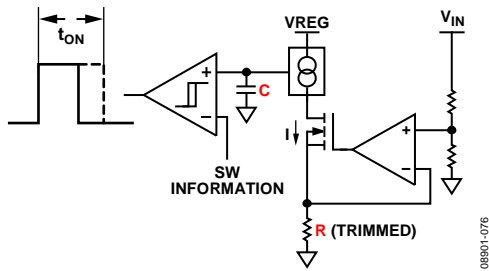 tON
VREG
VIN
+
C
+
I
–
–
SW
INFORMATION
R (TRIMMED)
08901-076